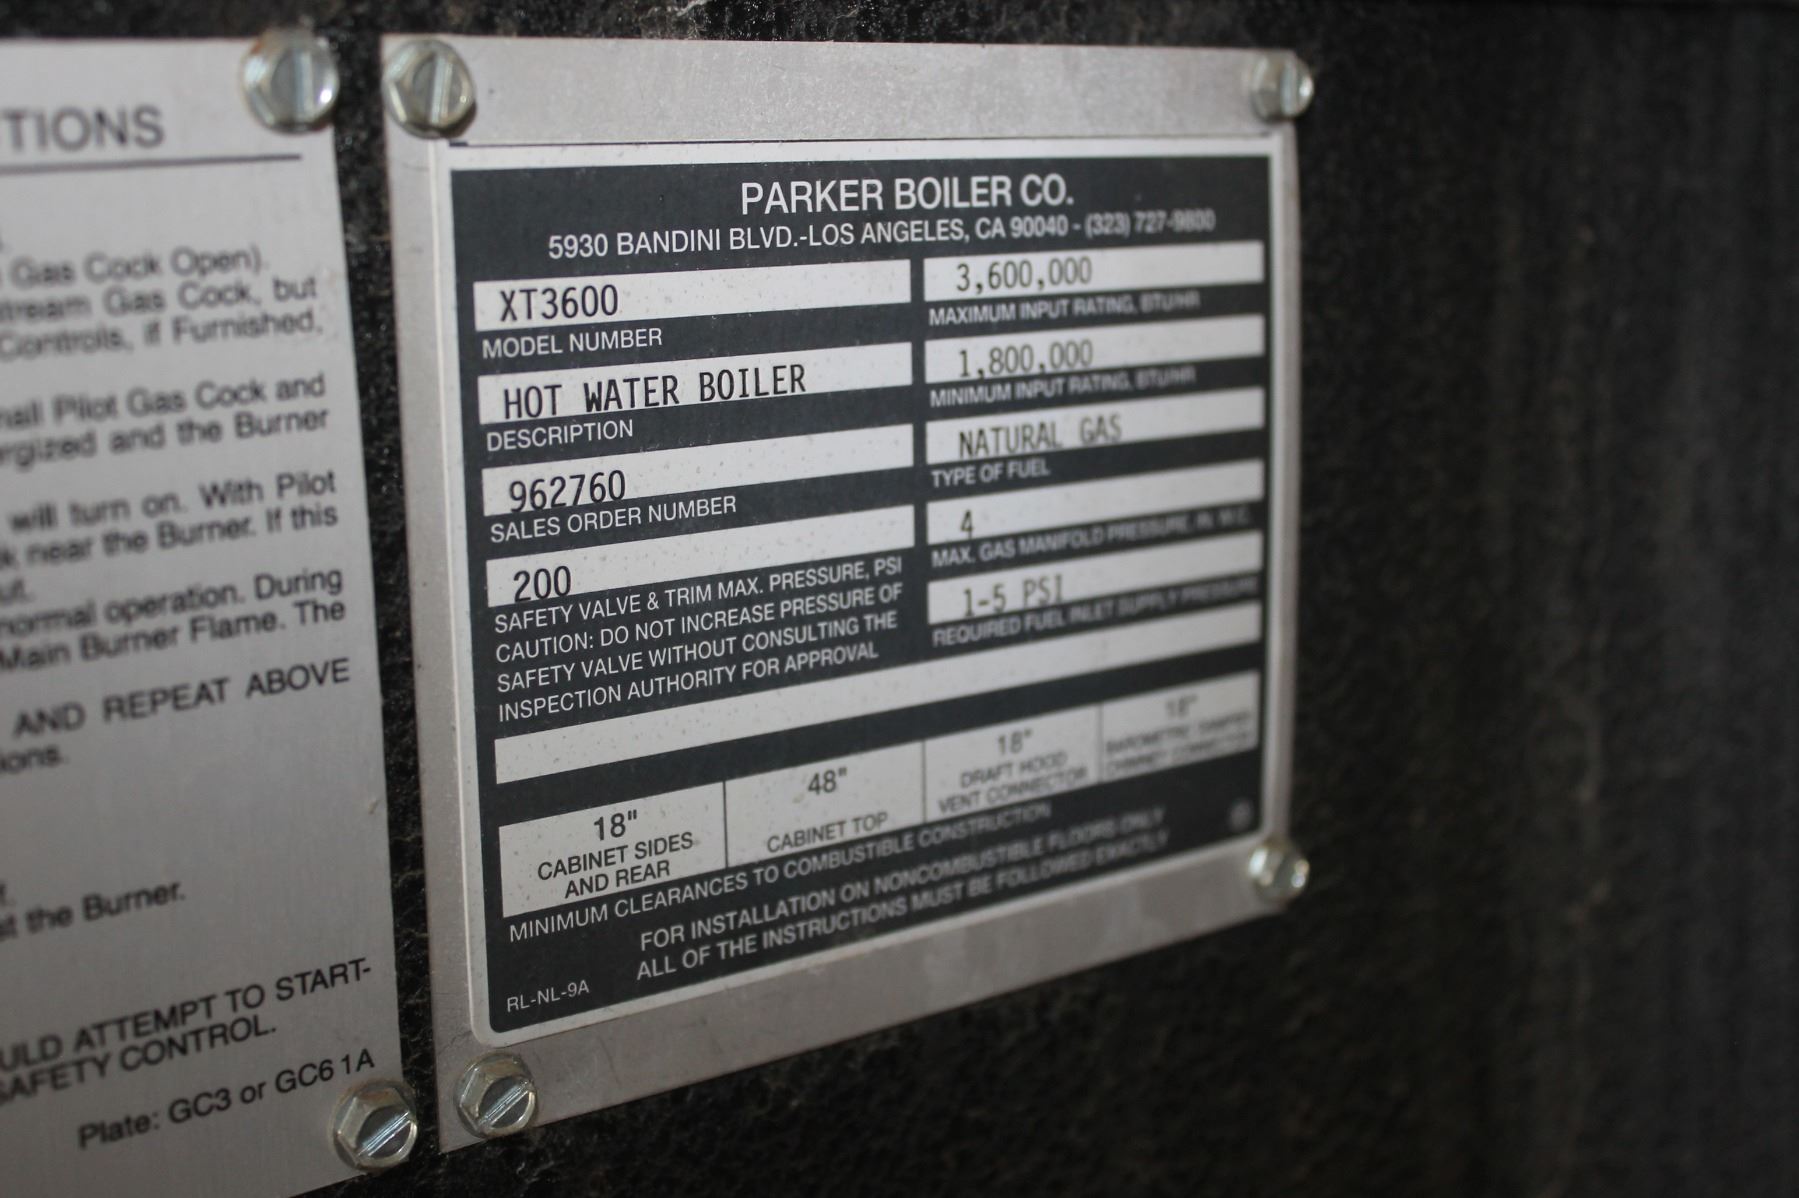 TIONS
Gas Cock Open).
tream Gas Cock, but
Controls, if Furnished,
Pilot Gas Cock and
rgized and the Burner
will turn on. With Pilot
near the Burner. If this
ut.
normal operation. During
Main Burner Flame. The
AND REPEAT ABOVE
ions.
the Burner.
ULD ATTEMPT TO START-
SAFETY CONTROL.
Plate: GC3 or GC6 1A
PARKER BOILER CO.
5930 BANDINI BLVD.-LOS ANGELES, CA 90040 - (323) 727-9800
XT3600
MODEL NUMBER
HOT WATER BOILER
DESCRIPTION
962760
SALES ORDER NUMBER
200
SAFETY VALVE & TRIM MAX. PRESSURE, PSI
CAUTION: DO NOT INCREASE PRESSURE OF
SAFETY VALVE WITHOUT CONSULTING THE
INSPECTION AUTHORITY FOR APPROVAL
3,600,000
MAXIMUM INPUT RATING, BTU/HR
1,800,000
MINIMUM INPUT RATING, BTU/HR
NATURAL GAS
TYPE OF FUEL
4
MAX. GAS MANIFOLD PRESSURE, IN. W.C.
1-5 PSI
REQUIRED FUEL INLET SUPPLY PRESSURE
18"
CABINET SIDES
AND REAR
48"
CABINET TOP
18"
DRAFT HOOD
VENT CONNECTOR
18"
BAROMETRIC DAMPER
CHIMNEY CONNECTOR
MINIMUM CLEARANCES TO COMBUSTIBLE CONSTRUCTION
FOR INSTALLATION ON NONCOMBUSTIBLE FLOORS ONLY
ALL OF THE INSTRUCTIONS MUST BE FOLLOWED EXACTLY
RL-NL-9A